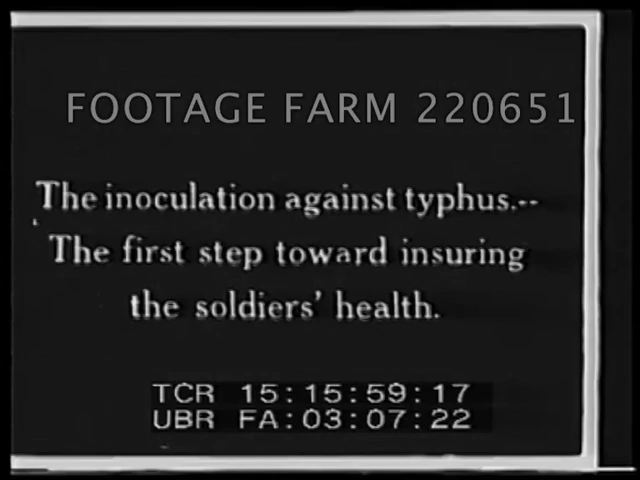 FOOTAGE FARM 220651
The inoculation against typhus.--
The first step toward insuring
the soldiers' health.
TCR 15:15:59:17
UBR FA:03:07:22